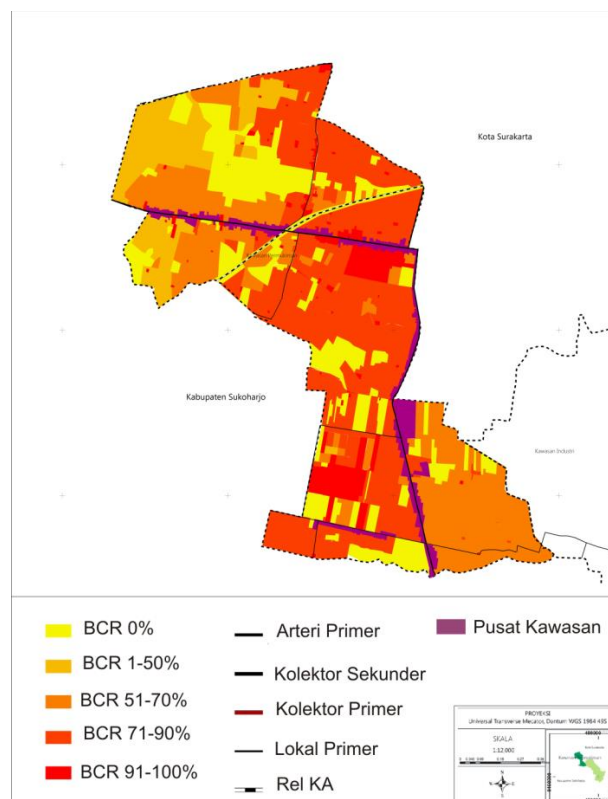 Kota Surakarta
Kabupaten Sukoharjo
Kawasan Industri
BCR 0%
BCR 1-50%
BCR 51-70%
BCR 71-90%
BCR 91-100%
Arteri Primer
Kolektor Sekunder
Kolektor Primer
Lokal Primer
Rel KA
Pusat Kawasan
PROYEKSI
Universal Transverse Mecator, Dantum WGS 1984 49S
SKALA
1:12.000